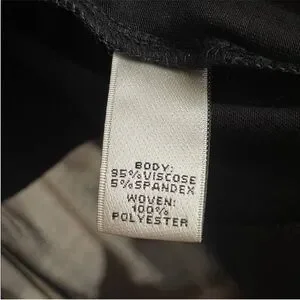 BODY:
95%VISCOSE
5%SPANDEX
WOVEN:
100%
POLYESTER